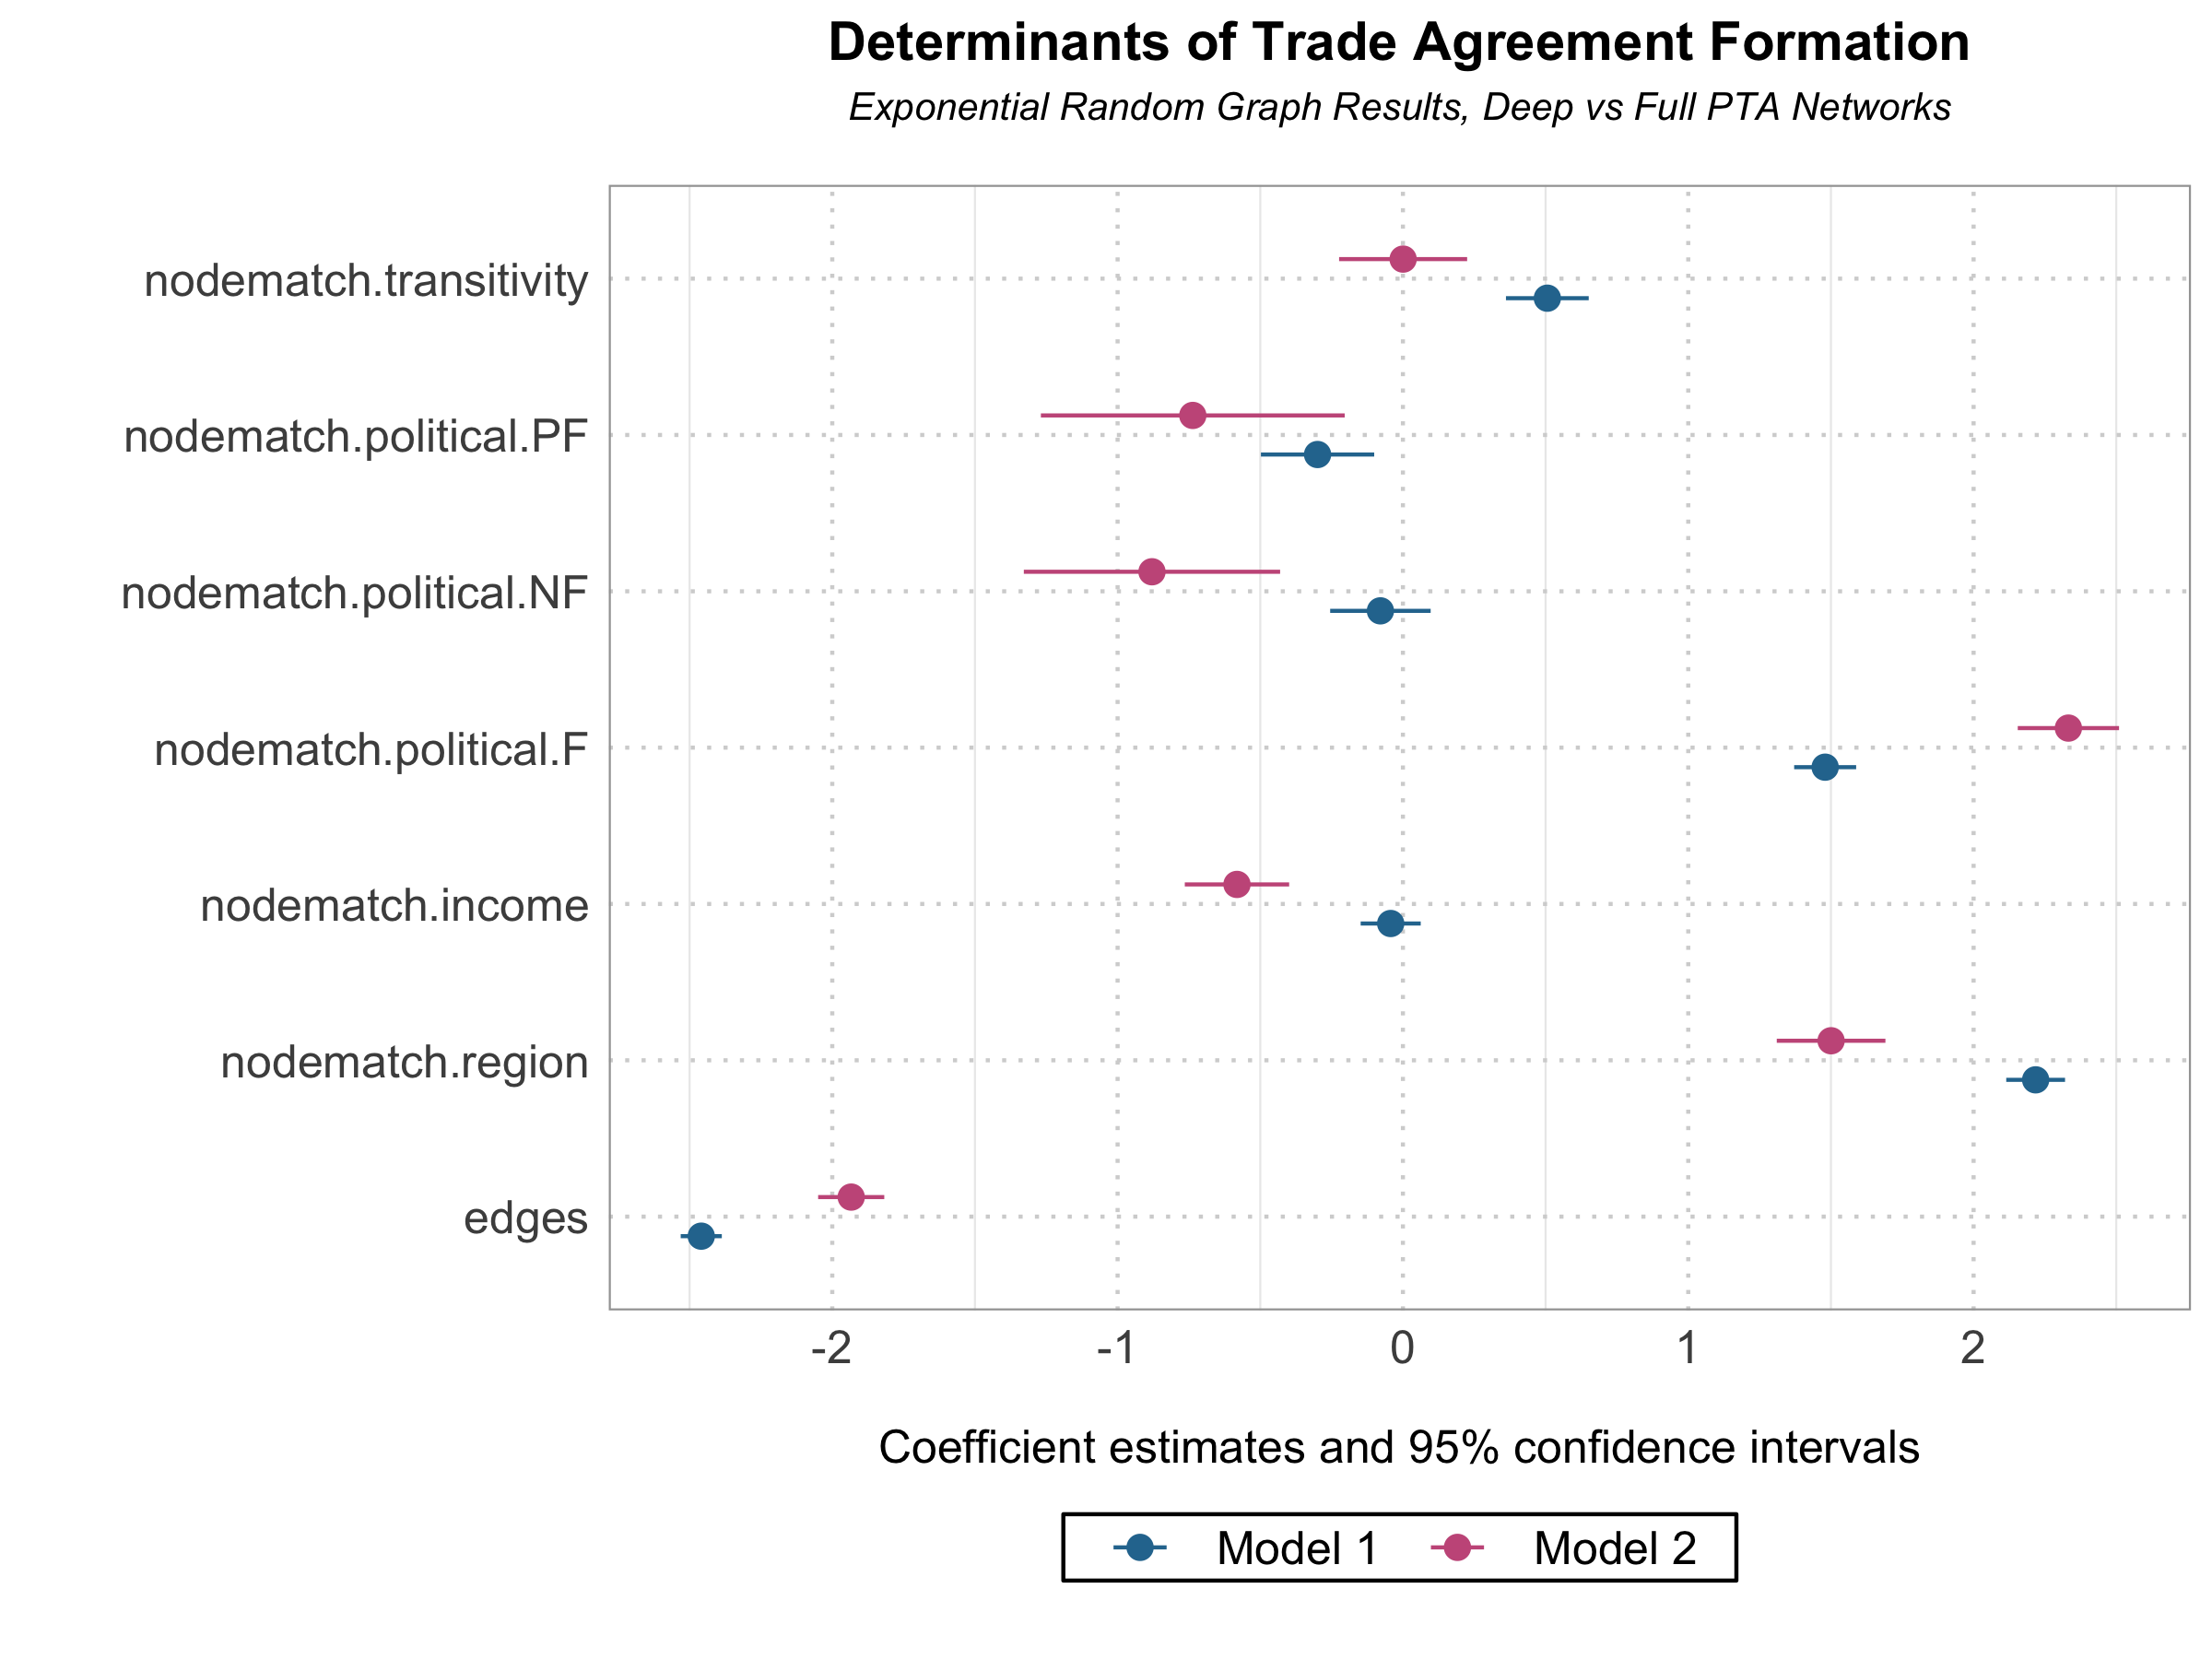 Determinants of Trade Agreement Formation
Exponential Random Graph Results, Deep vs Full PTA Networks
nodematch.transitivity
nodematch.political.PF
nodematch.political.NF
nodematch.political.F
nodematch.income
nodematch.region
edges
-2 -1 0 1 2
Coefficient estimates and 95% confidence intervals
Model 1 Model 2